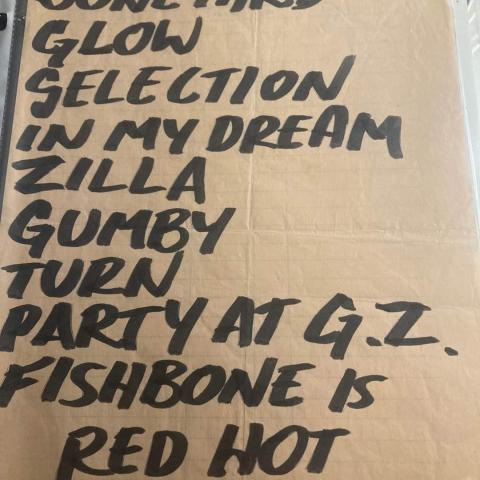 GLOW
SELECTION
IN MY DREAM
ZILLA
GUMBY
TURN
PARTY AT G.Z.
FISHBONE IS
RED HOT